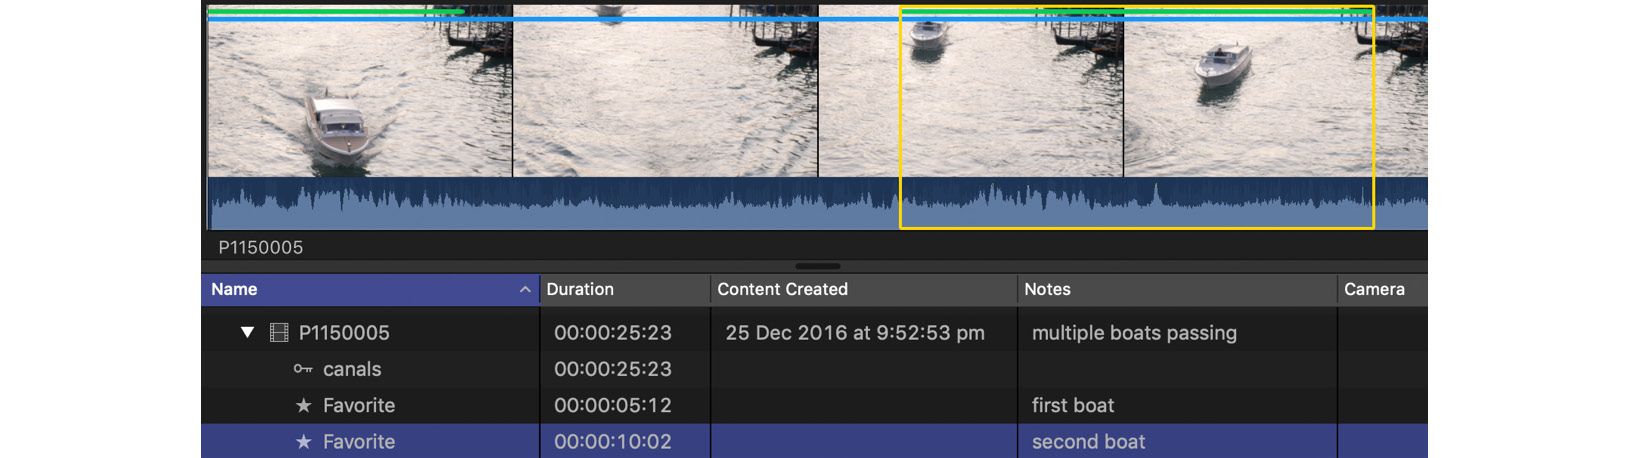 P1150005
Name Duration Content Created Notes Camera
P1150005 00:00:25:23 25 Dec 2016 at 9:52:53 pm multiple boats passing
canals 00:00:25:23
Favorite 00:00:05:12 first boat
Favorite 00:00:10:02 second boat